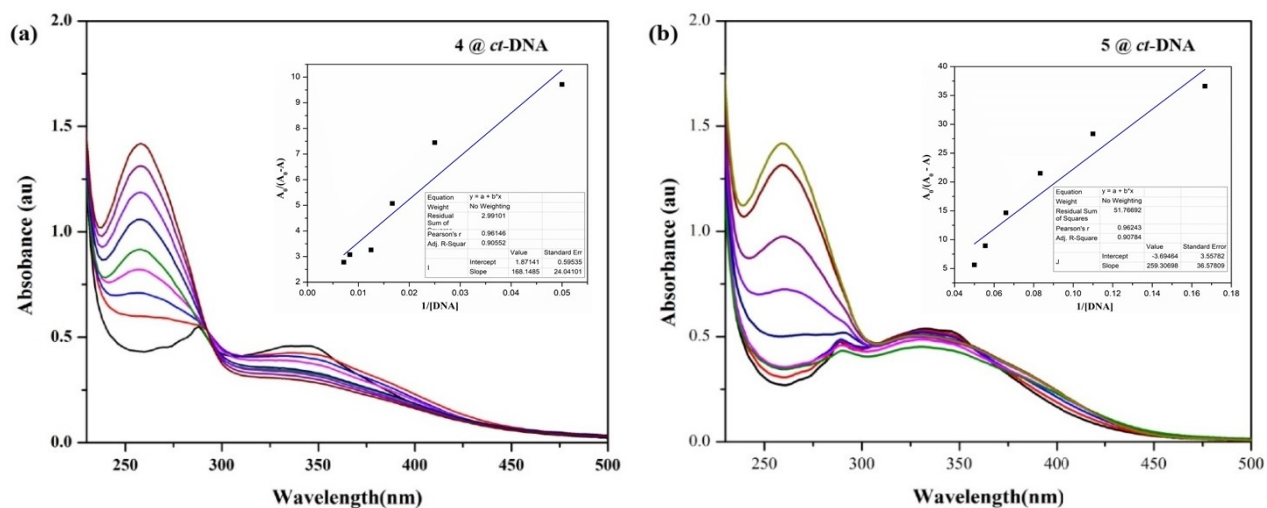 (a)
4 @ ct-DNA
2.0
1.5
1.0
0.5
0.0
Absorbance (au)
250 300 350 400 450 500
Wavelength(nm)
10
9
8
7
6
5
4
3
2
A₀/(A₀-A)
0.00 0.01 0.02 0.03 0.04 0.05
1/[DNA]
Equation y = a + b*x
Weight No Weighting
Residual 2.99101
Sum of
Pearson's r 0.96146
Adj. R-Squar 0.90552
Value Standard Err
I Intercept 1.87141 0.59535
Slope 168.1485 24.04101
(b)
5 @ ct-DNA
2.0
1.5
1.0
0.5
0.0
Absorbance (au)
250 300 350 400 450 500
Wavelength(nm)
40
35
30
25
20
15
10
5
A₀/(A₀- A)
0.04 0.06 0.08 0.10 0.12 0.14 0.16 0.18
1/[DNA]
Equation y = a + b*x
Weight No Weighting
Residual Sum 51.76692
of Squares
Pearson's r 0.96243
Adj. R-Square 0.90784
Value Standard Error
J Intercept -3.69464 3.55782
Slope 259.30698 36.57809